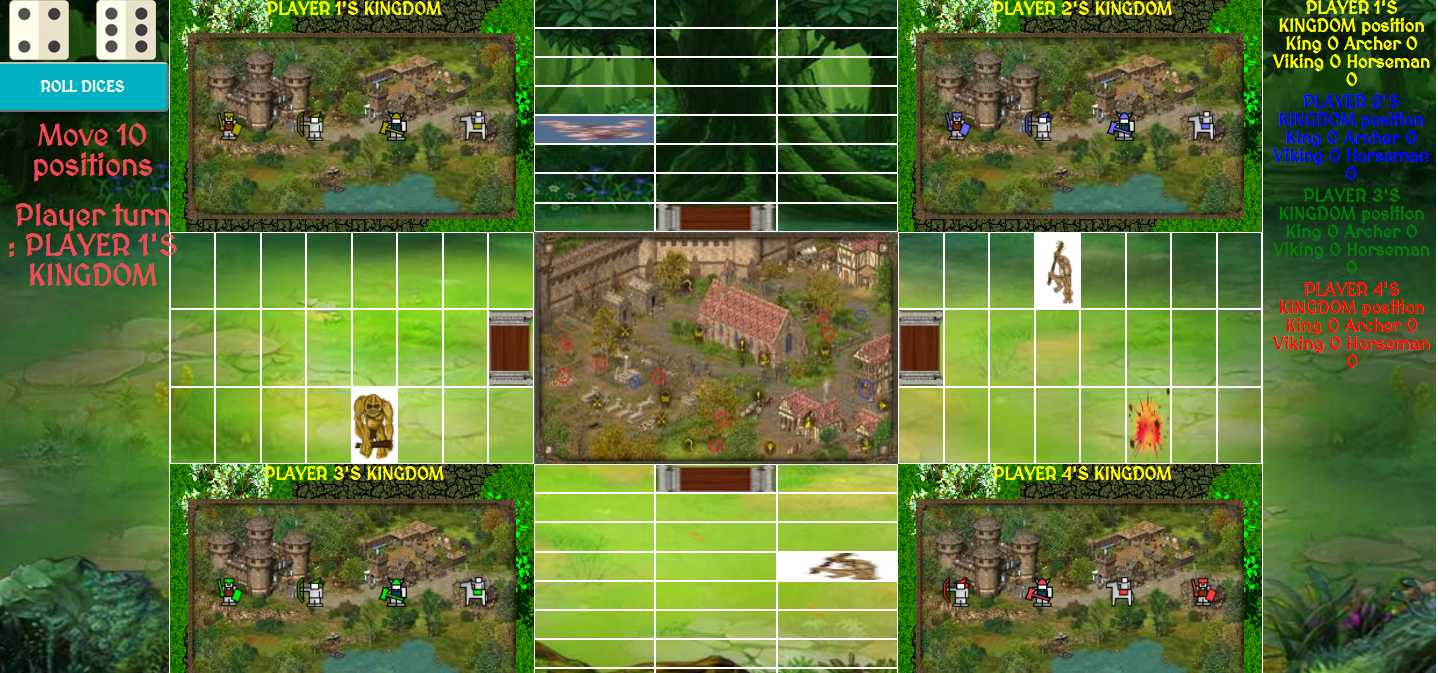 ROLL DICES
Move 10
positions
Player turn
: PLAYER 1'S
KINGDOM
PLAYER 1'S KINGDOM
PLAYER 2'S KINGDOM
PLAYER 3'S KINGDOM
PLAYER 4'S KINGDOM
PLAYER 1'S
KINGDOM position
King 0 Archer 0
Viking 0 Horseman
0
PLAYER 2'S
KINGDOM position
King 0 Archer 0
Viking 0 Horseman
0
PLAYER 3'S
KINGDOM position
King 0 Archer 0
Viking 0 Horseman
0
PLAYER 4'S
KINGDOM position
King 0 Archer 0
Viking 0 Horseman
0